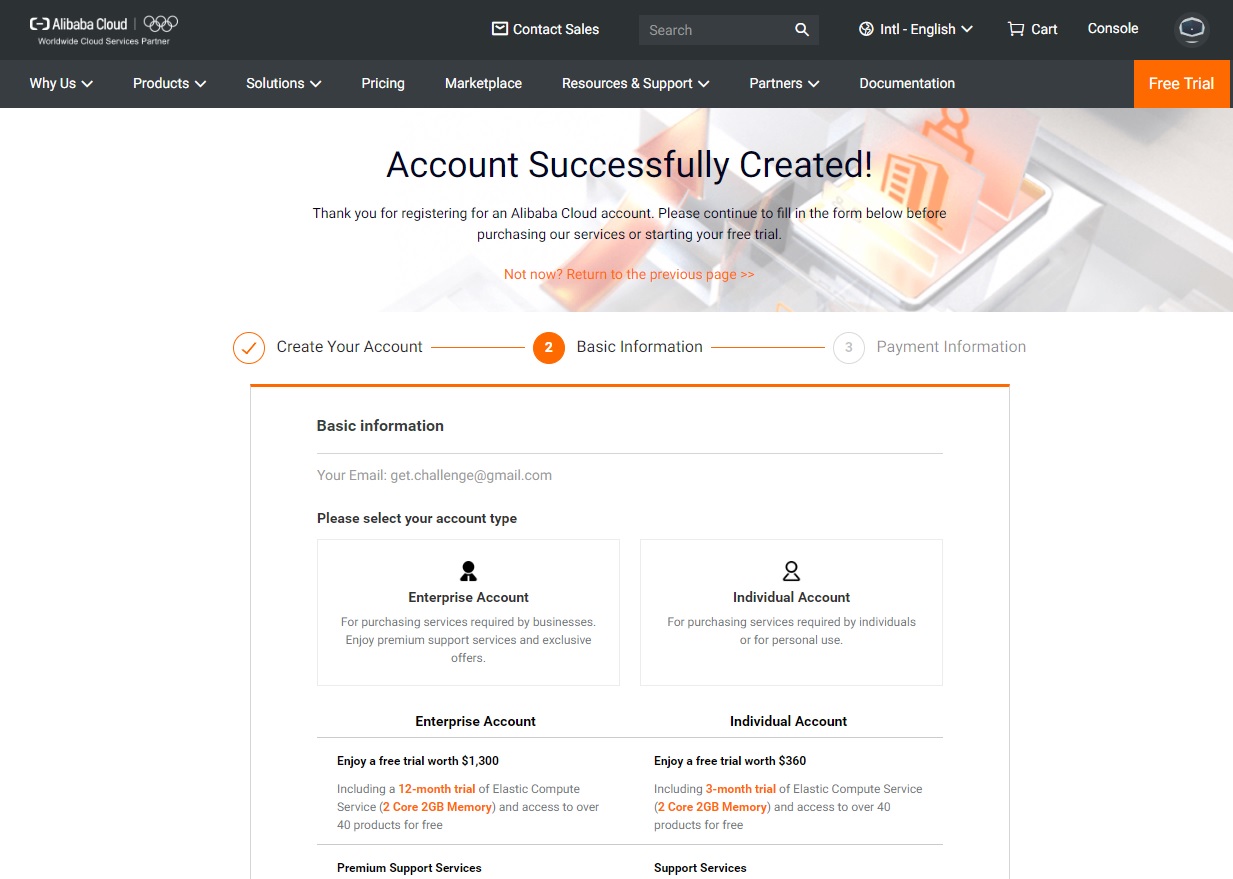 Alibaba Cloud
Worldwide Cloud Services Partner
Contact Sales
Search
Intl - English
Cart
Console
Why Us
Products
Solutions
Pricing
Marketplace
Resources & Support
Partners
Documentation
Free Trial
Account Successfully Created!
Thank you for registering for an Alibaba Cloud account. Please continue to fill in the form below before
purchasing our services or starting your free trial.
Not now? Return to the previous page >>
Create Your Account
2
Basic Information
3
Payment Information
Basic information
Your Email: get.challenge@gmail.com
Please select your account type
Enterprise Account
For purchasing services required by businesses.
Enjoy premium support services and exclusive
offers.
Individual Account
For purchasing services required by individuals
or for personal use.
Enterprise Account
Individual Account
Enjoy a free trial worth $1,300
Including a 12-month trial of Elastic Compute
Service (2 Core 2GB Memory) and access to over
40 products for free
Enjoy a free trial worth $360
Including 3-month trial of Elastic Compute Service
(2 Core 2GB Memory) and access to over 40
products for free
Premium Support Services
Support Services